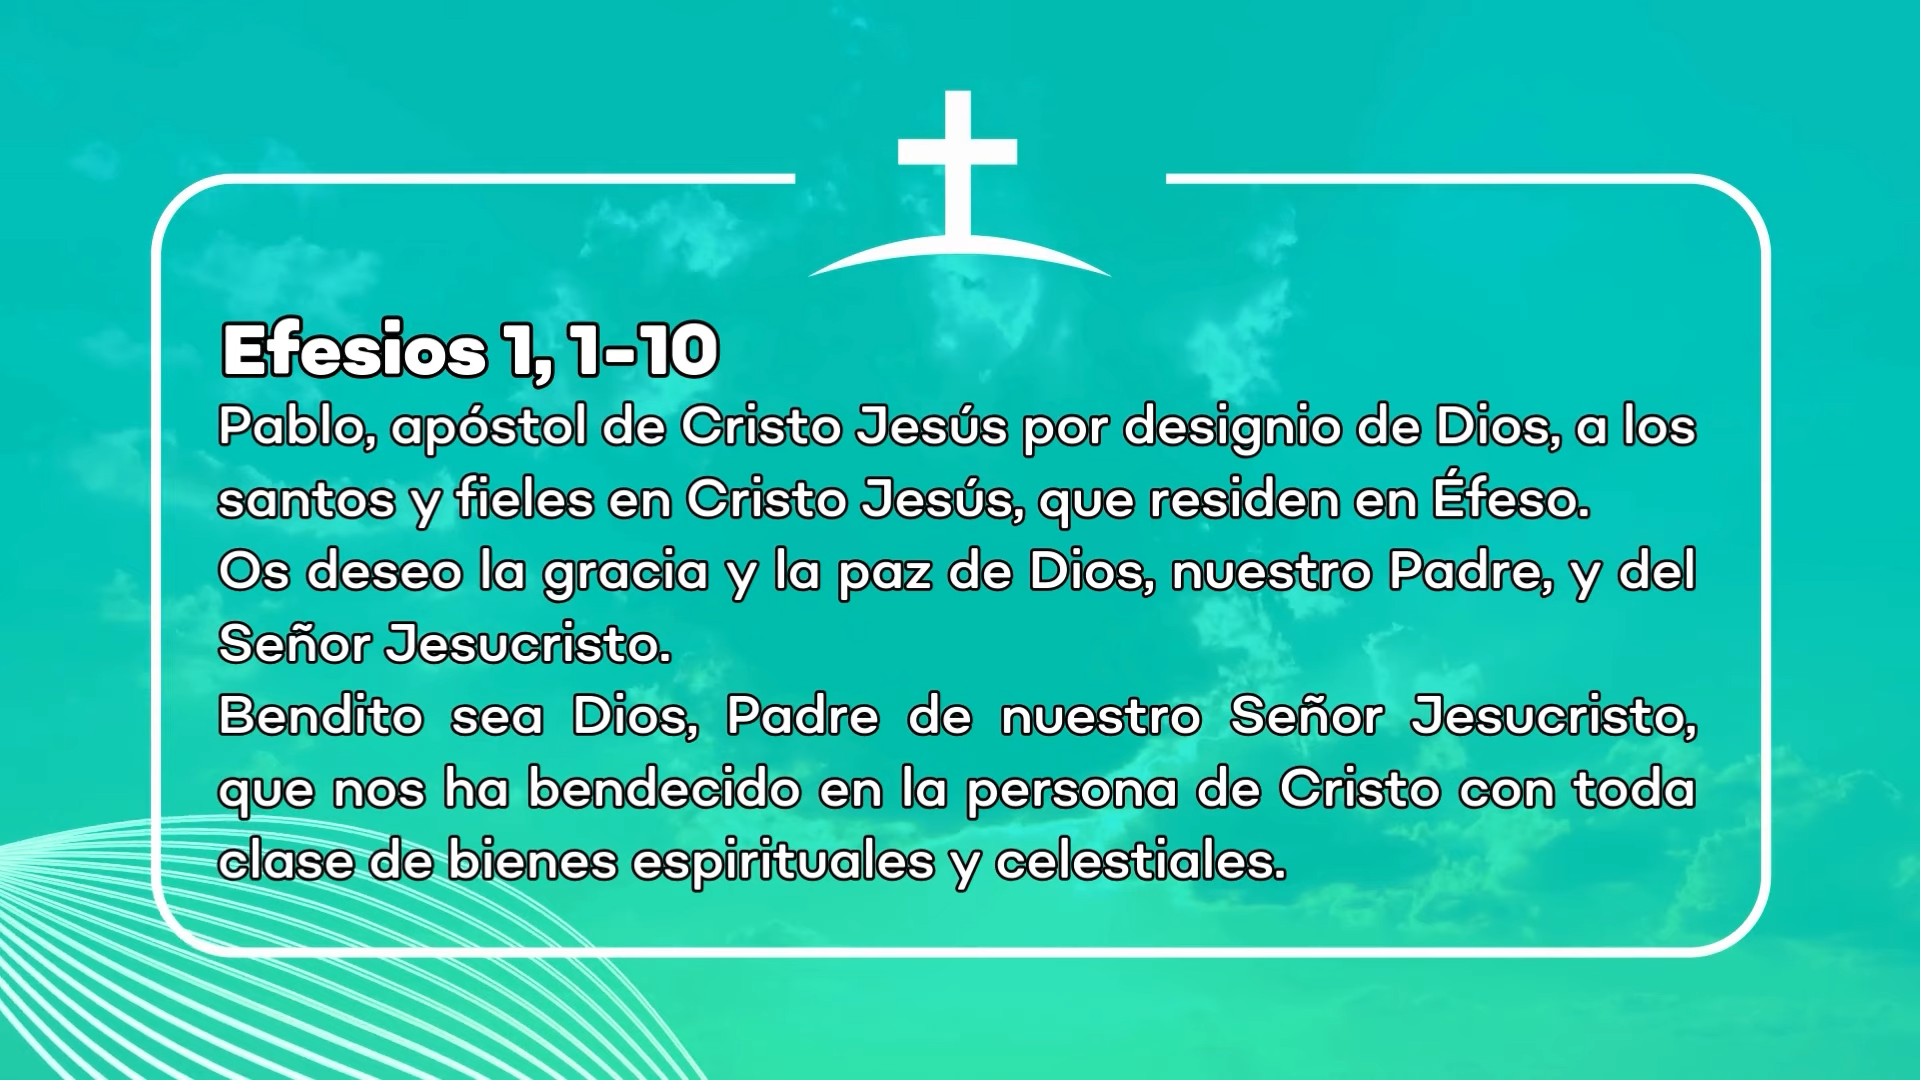 Efesios 1, 1-10
Pablo, apóstol de Cristo Jesús por designio de Dios, a los
santos y fieles en Cristo Jesús, que residen en Éfeso.
Os deseo la gracia y la paz de Dios, nuestro Padre, y del
Señor Jesucristo.
Bendito sea Dios, Padre de nuestro Señor Jesucristo,
que nos ha bendecido en la persona de Cristo con toda
clase de bienes espirituales y celestiales.